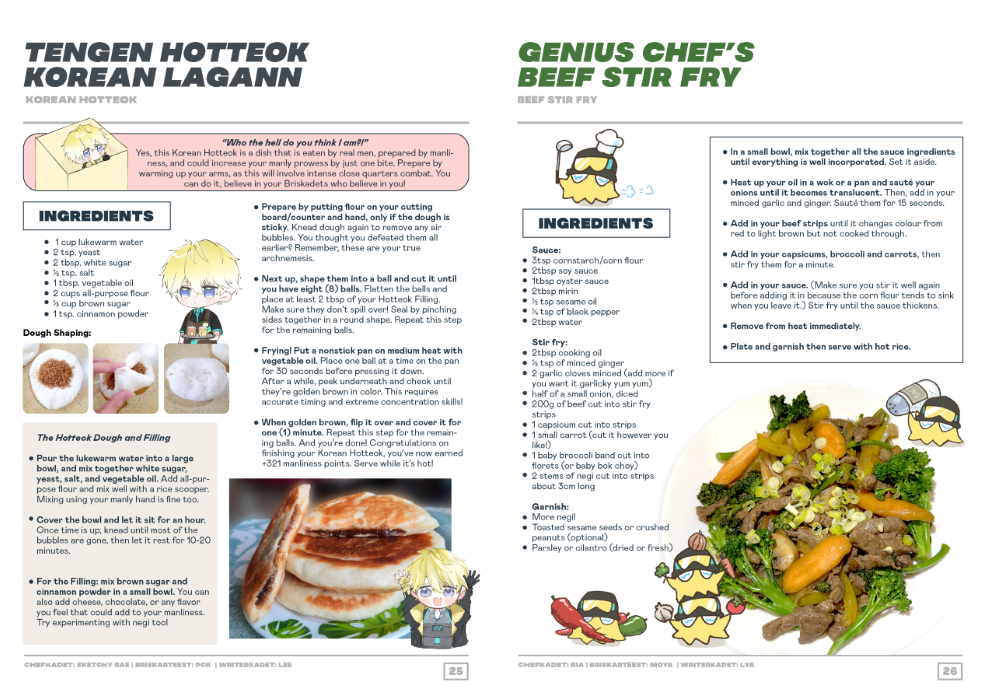 TENGEN HOTTEOK
KOREAN LAGANN
KOREAN HOTTEOK
"Who the hell do you think I am?!"
Yes, this Korean Hotteok is a dish that is eaten by real men, prepared by manli-
ness, and could increase your manly prowess by just one bite. Prepare by
warming up your arms, as this will involve intense close quarters combat. You
can do it, believe in your Briskadets who believe in you!
INGREDIENTS
● 1 cup lukewarm water
● 2 tsp. yeast
● 2 tbsp. white sugar
● ½ tsp. salt
● 1 tbsp. vegetable oil
● 2 cups all-purpose flour
● ½ cup brown sugar
● 1 tsp. cinnamon powder
Dough Shaping:
The Hotteok Dough and Filling
● Pour the lukewarm water into a large
bowl, and mix together white sugar,
yeast, salt, and vegetable oil. Add all-pur-
pose flour and mix well with a rice scooper.
Mixing using your manly hand is fine too.
● Cover the bowl and let it sit for an hour.
Once time is up, knead until most of the
bubbles are gone, then let it rest for 10-20
minutes.
● For the Filling: mix brown sugar and
cinnamon powder in a small bowl. You can
also add cheese, chocolate, or any flavor
you feel that could add to your manliness.
Try experimenting with negi too!
● Prepare by putting flour on your cutting
board/counter and hand, only if the dough is
sticky. Knead dough again to remove any air
bubbles. You thought you defeated them all
earlier? Remember, these are your true
archnemesis.
● Next up, shape them into a ball and cut it until
you have eight (8) balls. Flatten the balls and
place at least 2 tbsp of your Hotteok Filling.
Make sure they don't spill over! Seal by pinching
sides together in a round shape. Repeat this step
for the remaining balls.
● Frying! Put a nonstick pan on medium heat with
vegetable oil. Place one ball at a time on the pan
for 30 seconds before pressing it down.
After a while, peek underneath and check until
they're golden brown in color. This requires
accurate timing and extreme concentration skills!
● When golden brown, flip it over and cover it for
one (1) minute. Repeat this step for the remain-
ing balls. And you're done! Congratulations on
finishing your Korean Hotteok, you've now earned
+321 manliness points. Serve while it's hot!
CHEFKADET: SKETCHY RAE | BRISKARTEEST: PCK | WRITERKADET: LEE
25
GENIUS CHEF'S
BEEF STIR FRY
BEEF STIR FRY
INGREDIENTS
Sauce:
● 3tsp cornstarch/corn flour
● 2tbsp soy sauce
● 1tbsp oyster sauce
● 2tbsp mirin
● ½ tsp sesame oil
● ¼ tsp of black pepper
● 2tbsp water
Stir fry:
● 2tbsp cooking oil
● ½ tsp of minced ginger
● 2 garlic cloves minced (add more if
you want it garlicky yum yum)
● half of a small onion, diced
● 200g of beef cut into stir fry
strips
● 1 capsicum cut into strips
● 1 small carrot (cut it however you
like!)
● 1 baby broccoli band cut into
florets (or baby bok choy)
● 2 stems of negi cut into strips
about 3cm long
Garnish:
● More negi!
● Toasted sesame seeds or crushed
peanuts (optional)
● Parsley or cilantro (dried or fresh)
● In a small bowl, mix together all the sauce ingredients
until everything is well incorporated. Set it aside.
● Heat up your oil in a wok or a pan and sauté your
onions until it becomes translucent. Then, add in your
minced garlic and ginger. Sauté them for 15 seconds.
● Add in your beef strips until it changes colour from
red to light brown but not cooked through.
● Add in your capsicums, broccoli and carrots, then
stir fry them for a minute.
● Add in your sauce. (Make sure you stir it well again
before adding it in because the corn flour tends to sink
when you leave it.) Stir fry until the sauce thickens.
● Remove from heat immediately.
● Plate and garnish then serve with hot rice.
CHEFKADET: RIA | BRISKARTEEST: MOYA | WRITERKADET: LYA
26